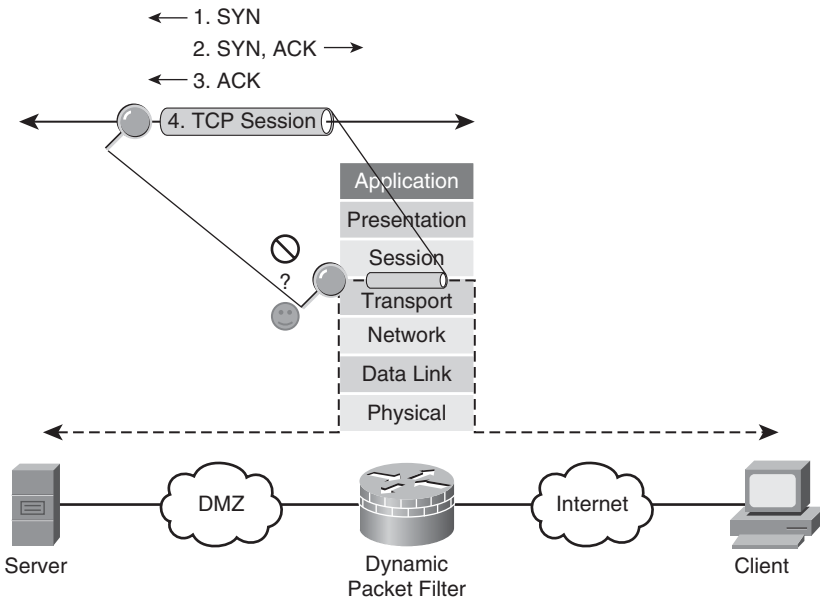 1. SYN
2. SYN, ACK
3. ACK
4. TCP Session
Application
Presentation
Session
?
Transport
Network
Data Link
Physical
DMZ
Internet
Server
Dynamic
Packet Filter
Client